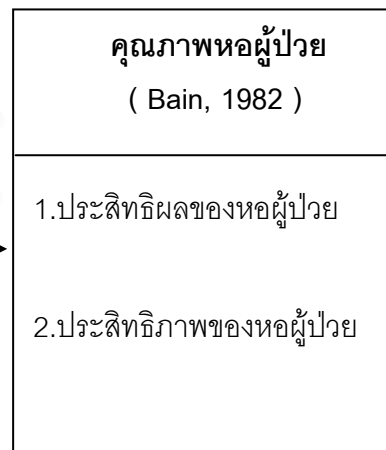 คุณภาพหอผู้ป่วย
( Bain, 1982 )
1.ประสิทธิผลของหอผู้ป่วย
2.ประสิทธิภาพของหอผู้ป่วย